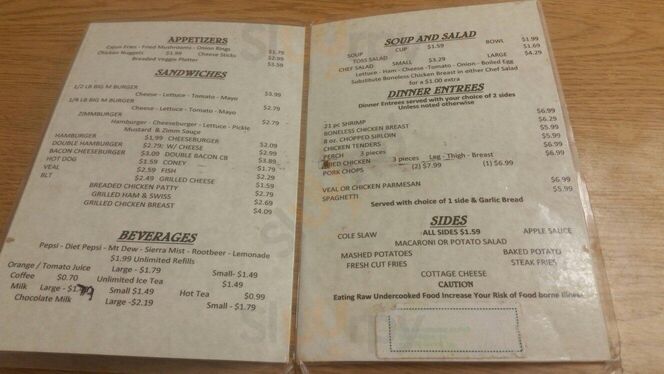 APPETIZERS
Cajun Fries - Fried Mushrooms - Onion Rings $1.79
Chicken Nuggets $1.99 Cheese Sticks $2.99
Breaded Veggie Platter $3.59
SANDWICHES
1/2 LB BIG M BURGER $3.99
Cheese - Lettuce - Tomato - Mayo
1/4 LB BIG M BURGER $2.79
Cheese - Lettuce - Tomato - Mayo
ZIMMBURGER $2.79
Hamburger - Cheeseburger - Lettuce - Pickle
Mustard & Zimm Sauce
HAMBURGER $1.99 CHEESEBURGER $2.09
DOUBLE HAMBURGER $2.79; W/ CHEESE $2.99
BACON CHEESEBURGER $3.09 DOUBLE BACON CB $3.89
HOT DOG $1.59 CONEY $1.79
VEAL $2.59 FISH $2.29
BLT $2.49 GRILLED CHEESE $1.59
BREADED CHICKEN PATTY $2.79
GRILLED HAM & SWISS $2.69
GRILLED CHICKEN BREAST $4.09
BEVERAGES
Pepsi - Diet Pepsi - Mt Dew - Sierra Mist - Rootbeer - Lemonade
$1.99 Unlimited Refills
Orange / Tomato Juice Large - $1.79 Small- $1.49
Coffee $0.70 Unlimited Ice Tea $1.49
Milk Large - Small $1.49 Hot Tea $0.99
Chocolate Milk Large -$2.19 Small - $1.79
SOUP AND SALAD
SOUP CUP $1.59 BOWL $1.99
TOSS SALAD $1.69
CHEF SALAD SMALL $3.29 LARGE $4.29
Lettuce - Ham - Cheese -Tomato - Onion - Boiled Egg
Substitute Boneless Chicken Breast in either Chef Salad
for a $1.00 extra
DINNER ENTREES
Dinner Entrees served with your choice of 2 sides
Unless noted otherwise
21 pc SHRIMP $6.99
BONELESS CHICKEN BREAST $6.29
8 oz. CHOPPED SIRLOIN $5.99
CHICKEN TENDERS $5.99
PERCH 3 pieces $6.99
FRIED CHICKEN 3 pieces Leg - Thigh - Breast $6.99
PORK CHOPS (2) $7.99 (1) $6.99
VEAL OR CHICKEN PARMESAN $6.99
SPAGHETTI $5.99
Served with choice of 1 side & Garlic Bread
SIDES
ALL SIDES $1.59
COLE SLAW APPLE SAUCE
MACARONI OR POTATO SALAD
MASHED POTATOES BAKED POTATO
FRESH CUT FRIES STEAK FRIES
COTTAGE CHEESE
CAUTION
Eating Raw Undercooked Food Increase Your Risk of Food borne Illness